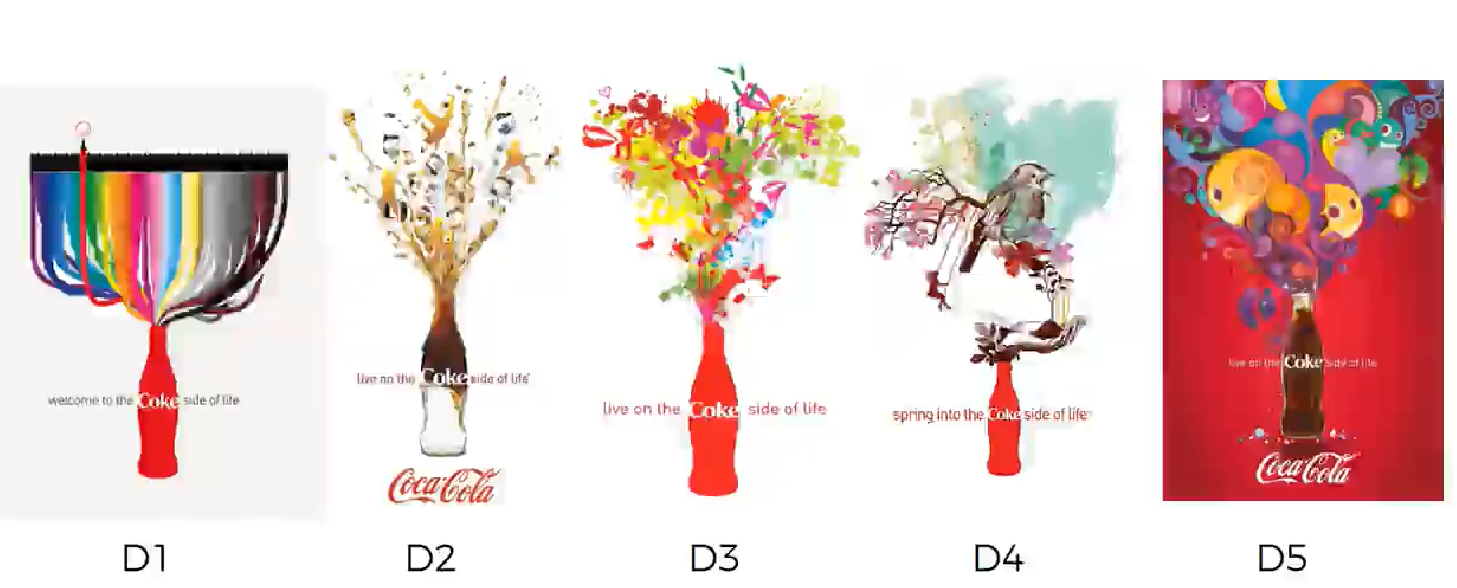 welcome to the Coke side of life
live on the Coke side of life
Coca-Cola
live on the Coke side of life
spring into the Coke side of life
live on the Coke side of life
Coca-Cola
D1
D2
D3
D4
D5